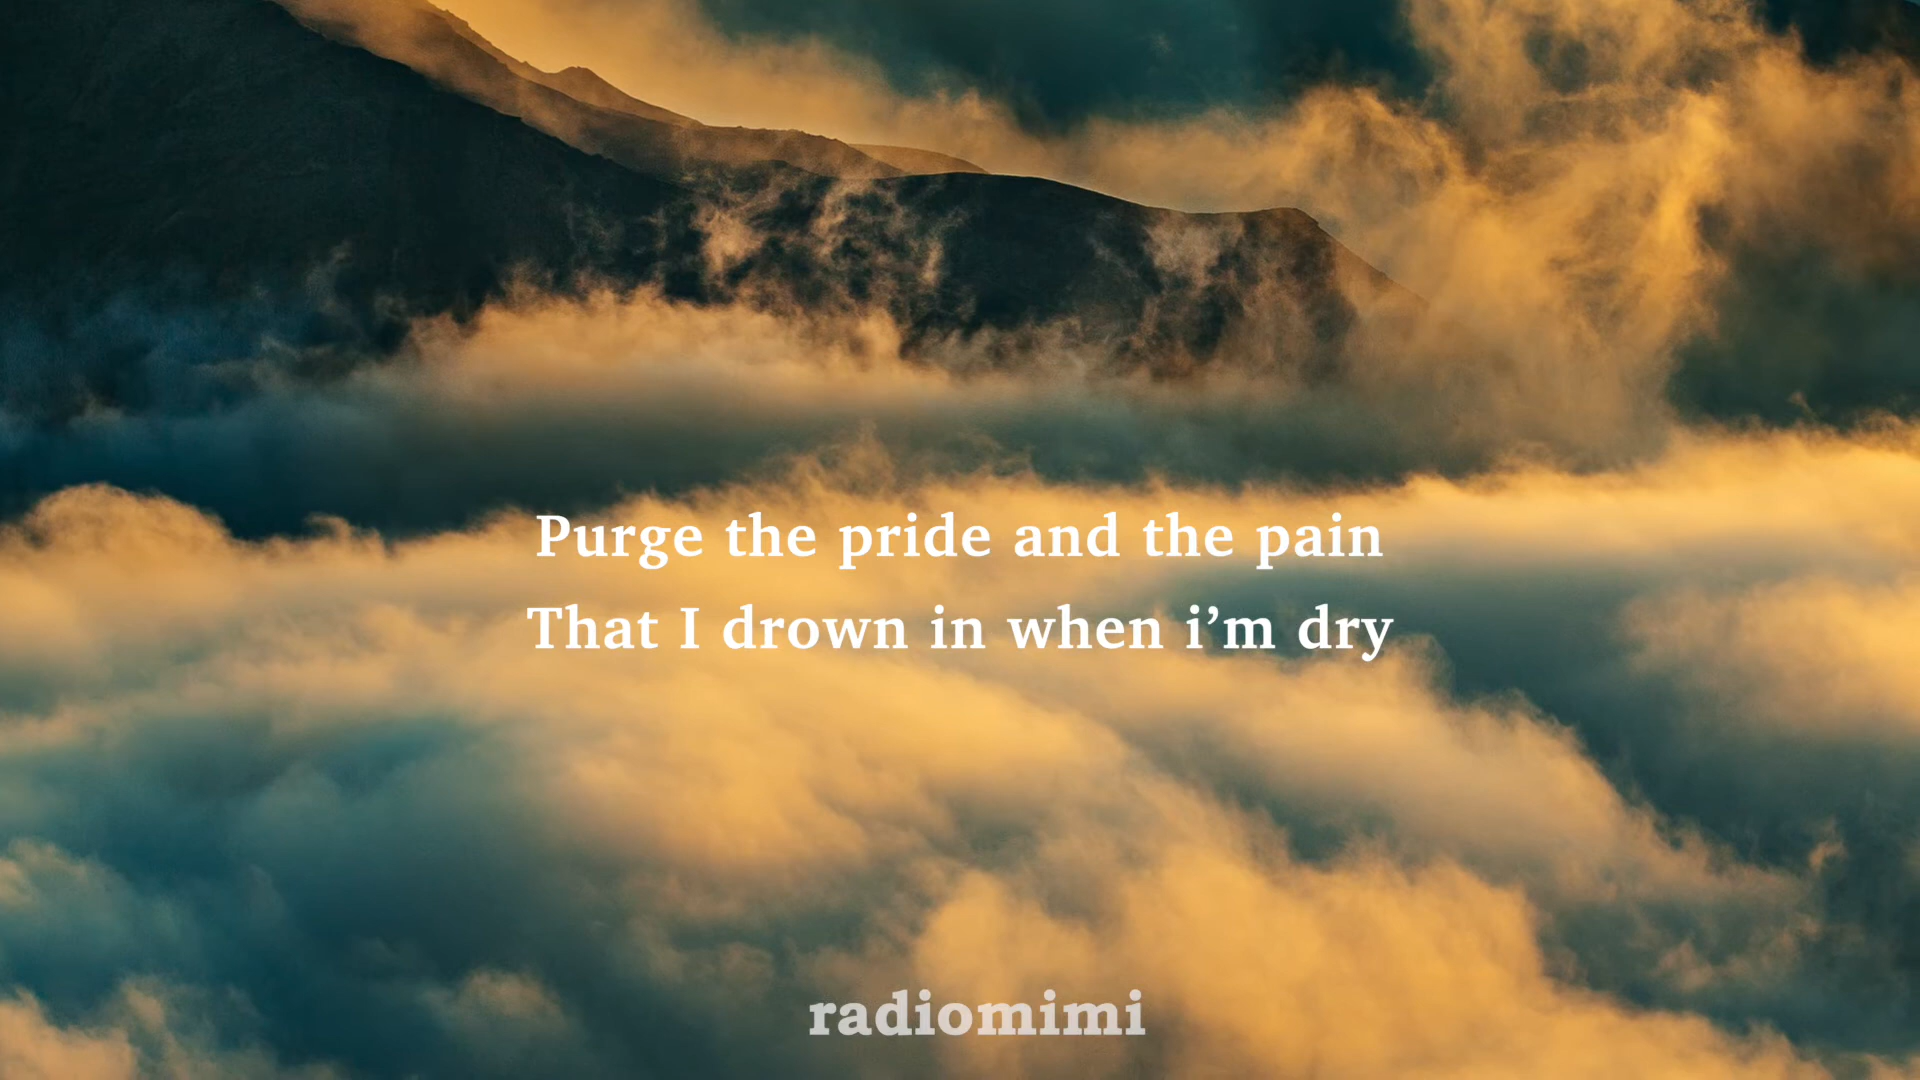 Purge the pride and the pain
That I drown in when i’m dry
radiomimi